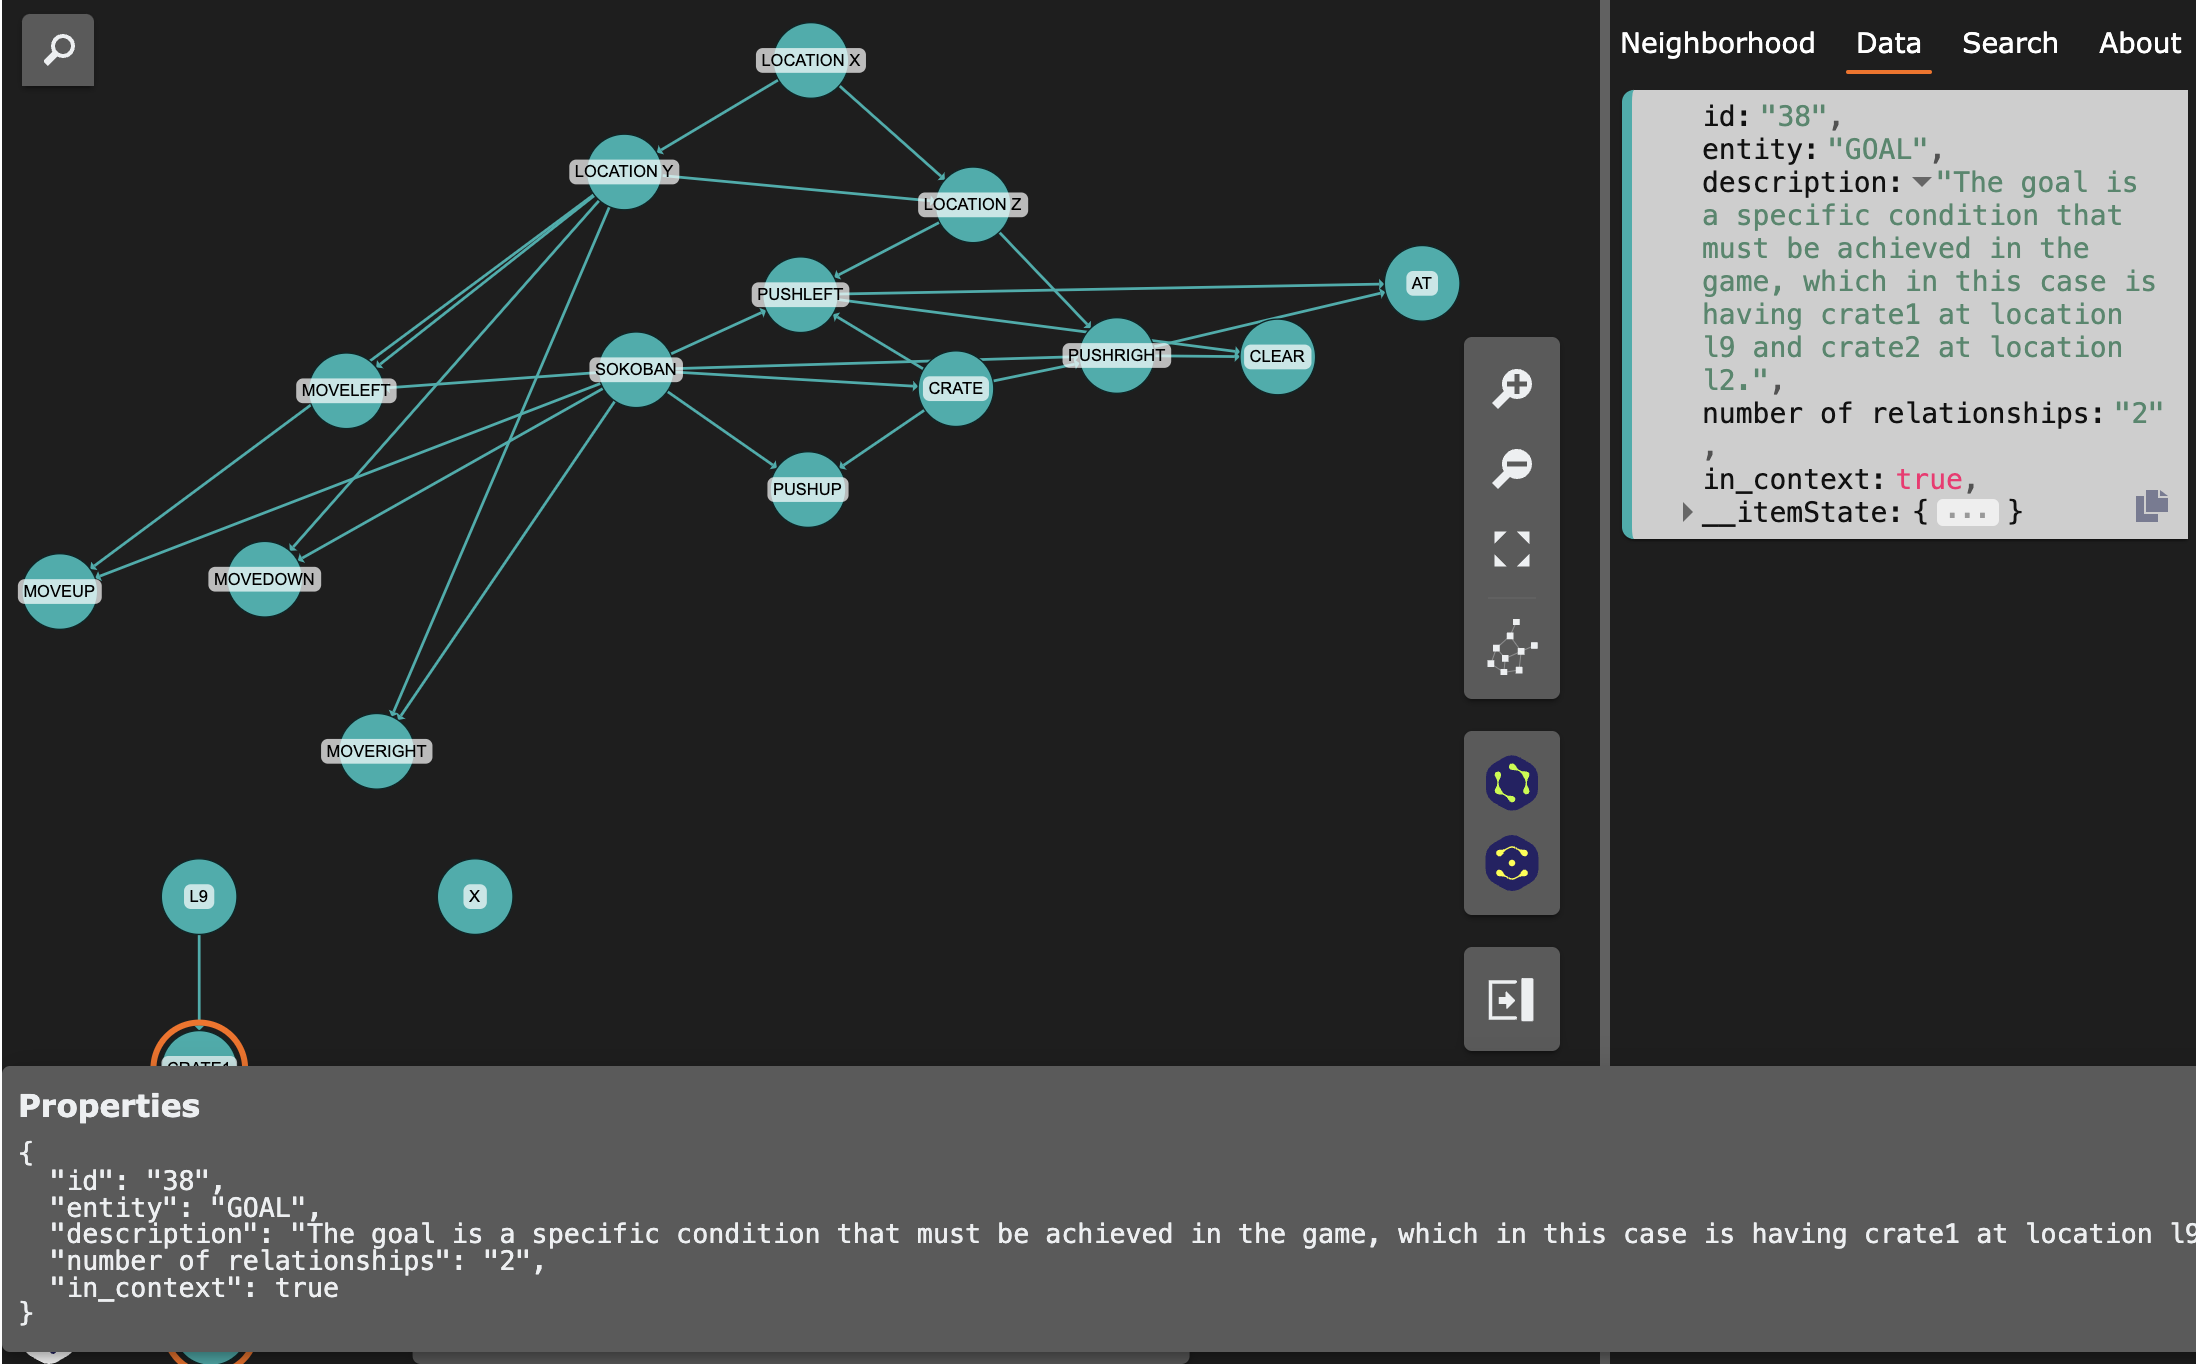 LOCATION X
LOCATION Y
LOCATION Z
AT
PUSHLEFT
PUSHRIGHT
CLEAR
SOKOBAN
CRATE
MOVELEFT
PUSHUP
MOVEUP
MOVEDOWN
MOVERIGHT
L9
X
CRATE1
Neighborhood Data Search About
id: "38",
entity: "GOAL",
description: "The goal is
a specific condition that
must be achieved in the
game, which in this case is
having crate1 at location
l9 and crate2 at location
l2.",
number of relationships: "2"
,
in_context: true,
__itemState: { ... }
Properties
{
"id": "38",
"entity": "GOAL",
"description": "The goal is a specific condition that must be achieved in the game, which in this case is having crate1 at location l9
"number of relationships": "2",
"in_context": true
}